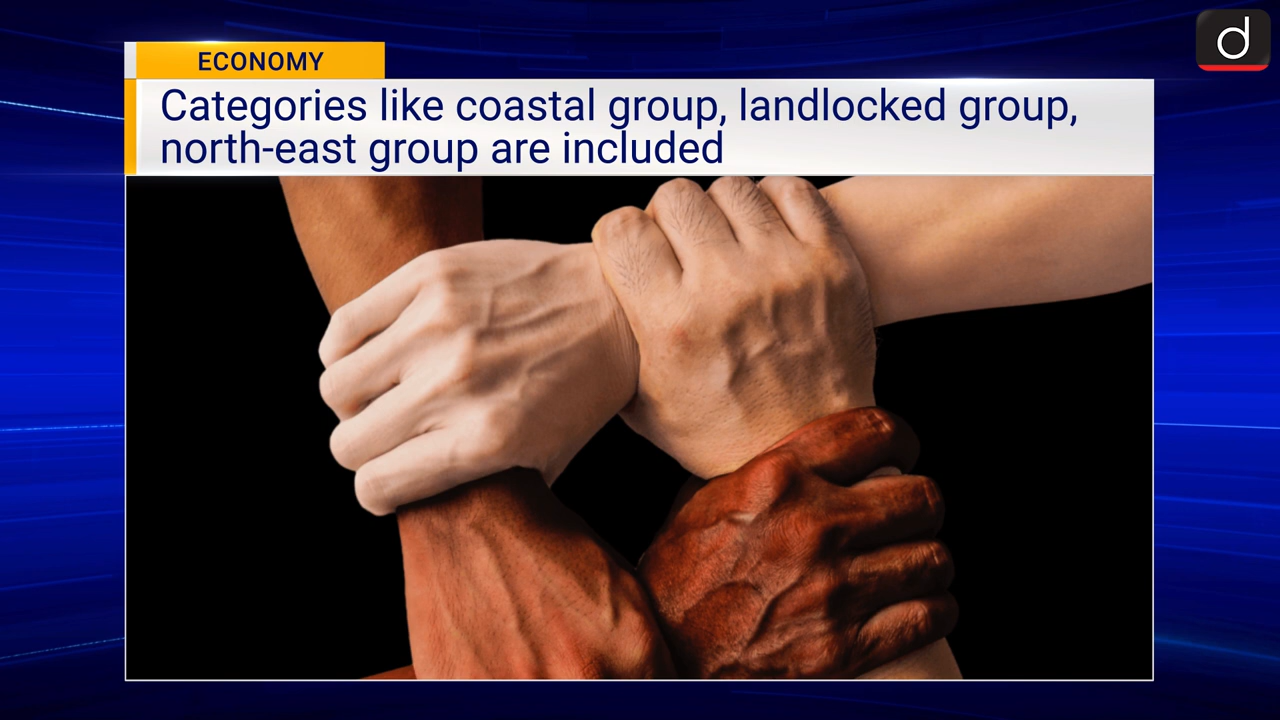 d
ECONOMY
Categories like coastal group, landlocked group,
north-east group are included